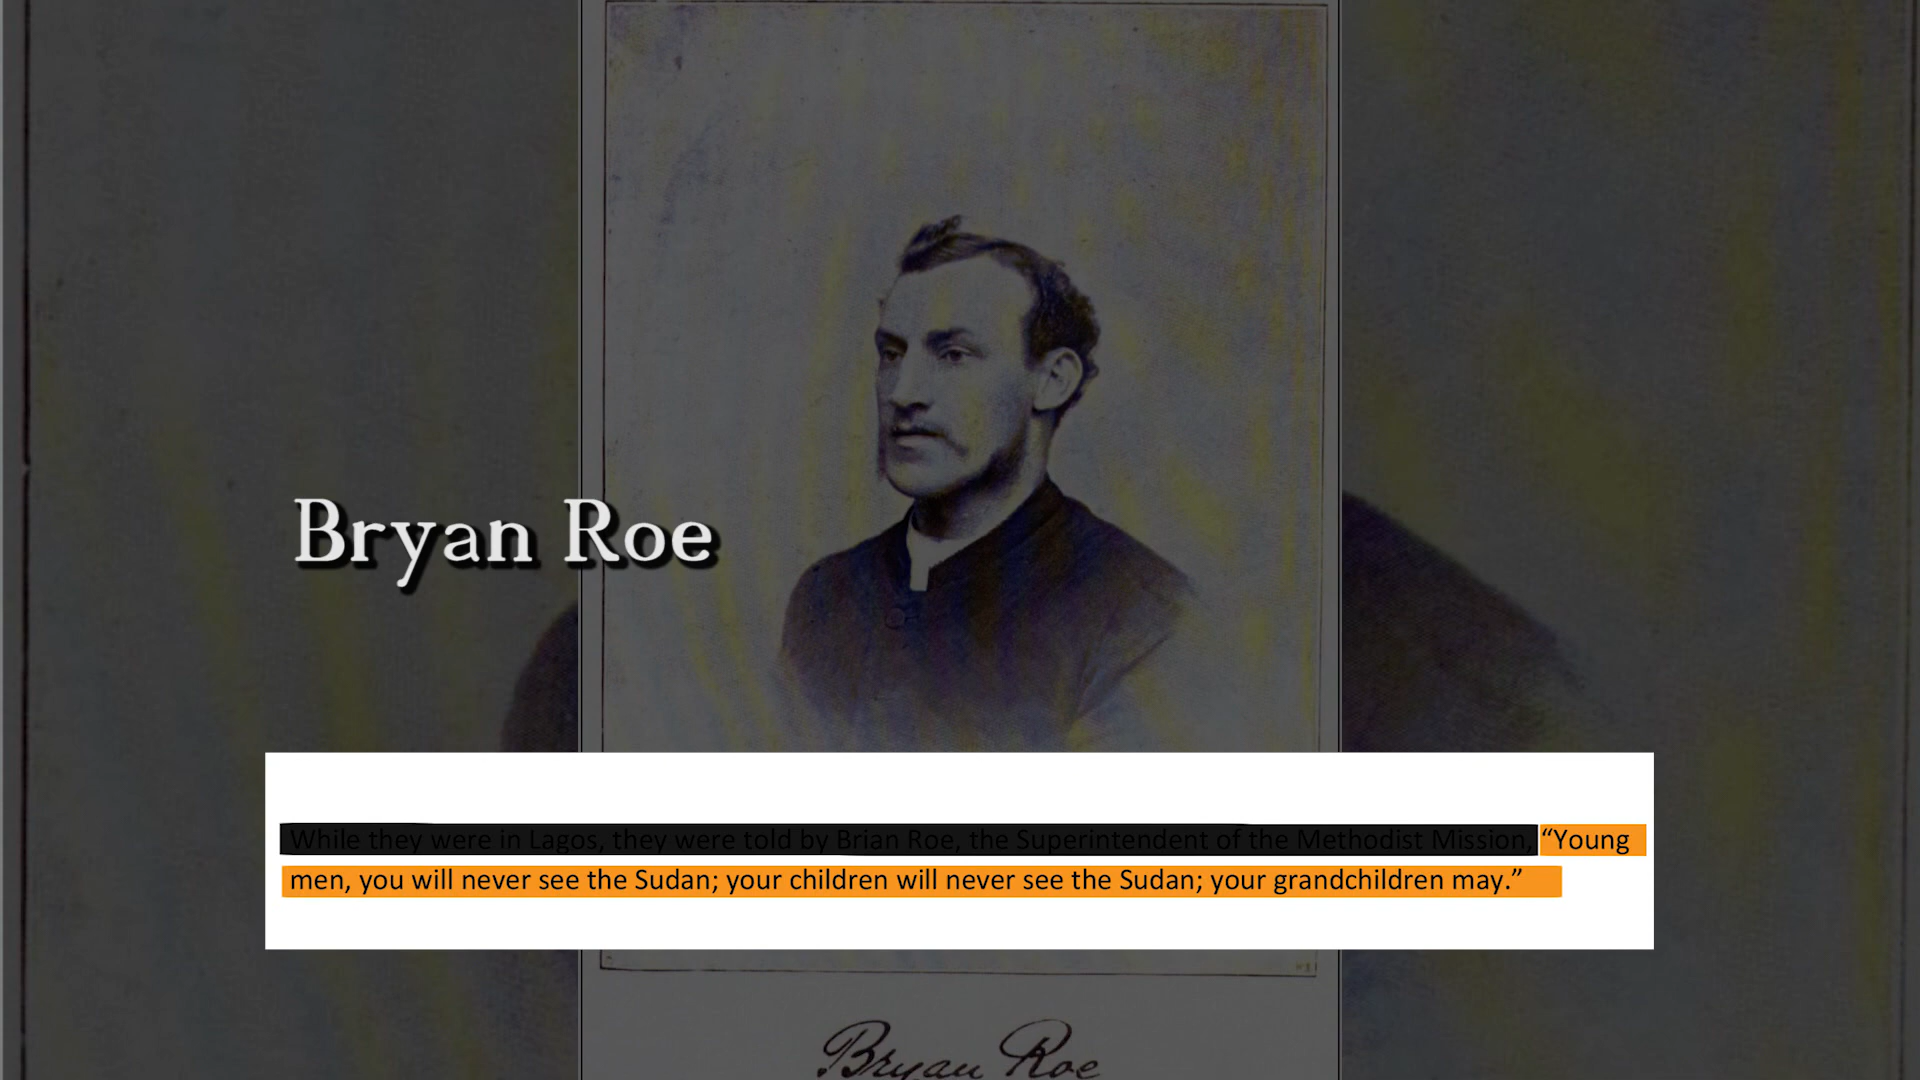 Bryan Roe
While they were in Lagos, they were told by Brian Roe, the Superintendent of the Methodist Mission, “Young
men, you will never see the Sudan; your children will never see the Sudan; your grandchildren may.”
Bryan Roe